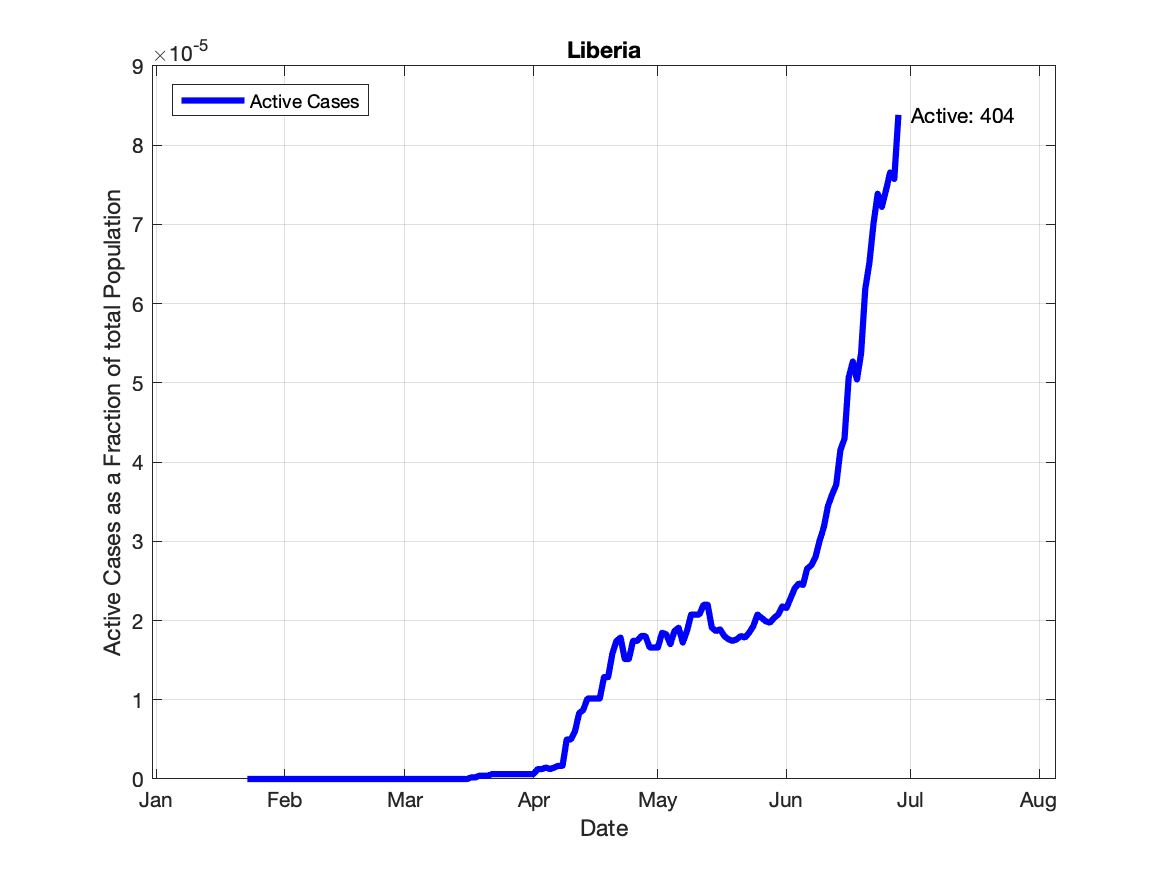 Liberia
×10-5
Active Cases
Active: 404
9
8
7
6
5
4
3
2
1
0
Active Cases as a Fraction of total Population
Jan Feb Mar Apr May Jun Jul Aug
Date